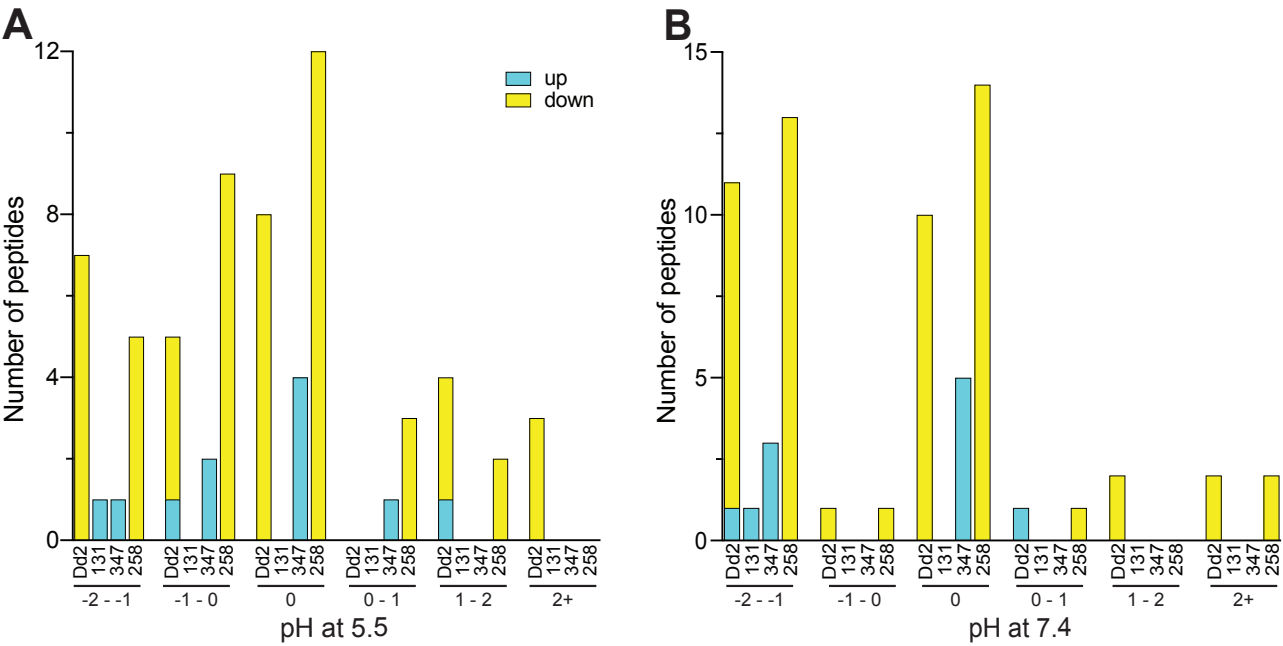 A
Number of peptides
12
8
4
0
up
down
Dd2 131 347 258 Dd2 131 347 258 Dd2 131 347 258 Dd2 131 347 258 Dd2 131 347 258 Dd2 131 347 258
-2 - -1 -1 - 0 0 0 - 1 1 - 2 2+
pH at 5.5
B
Number of peptides
15
10
5
0
Dd2 131 347 258 Dd2 131 347 258 Dd2 131 347 258 Dd2 131 347 258 Dd2 131 347 258 Dd2 131 347 258
-2 - -1 -1 - 0 0 0 - 1 1 - 2 2+
pH at 7.4